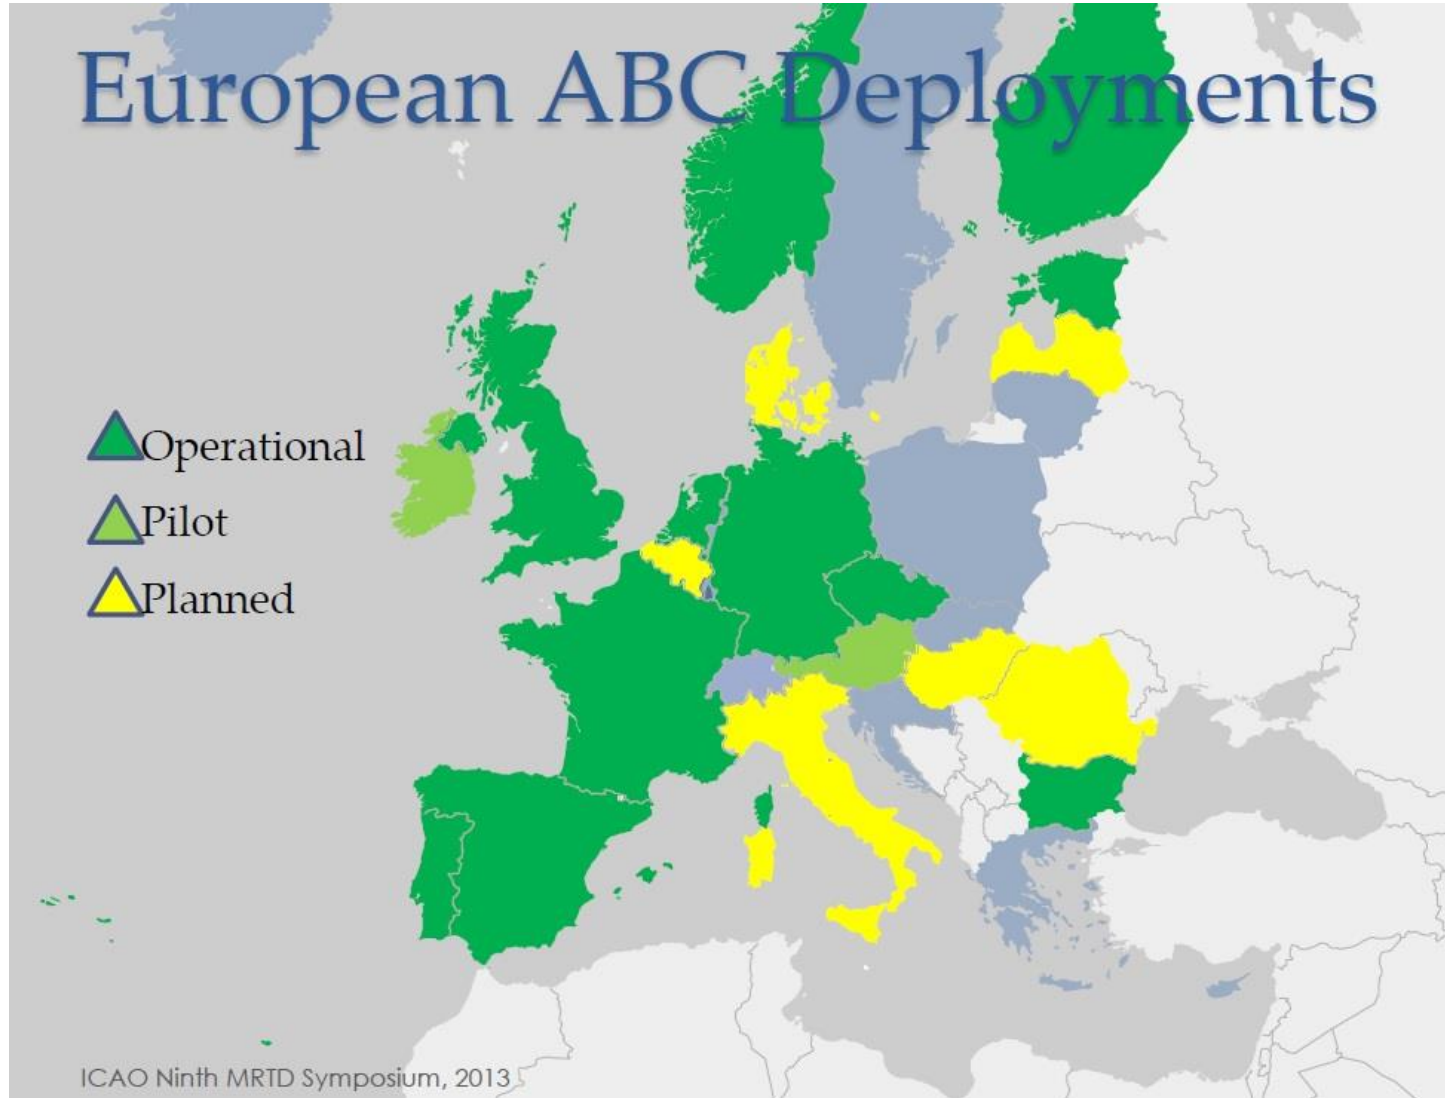 European ABC Deployments
Operational
Pilot
Planned
ICAO Ninth MRTD Symposium, 2013